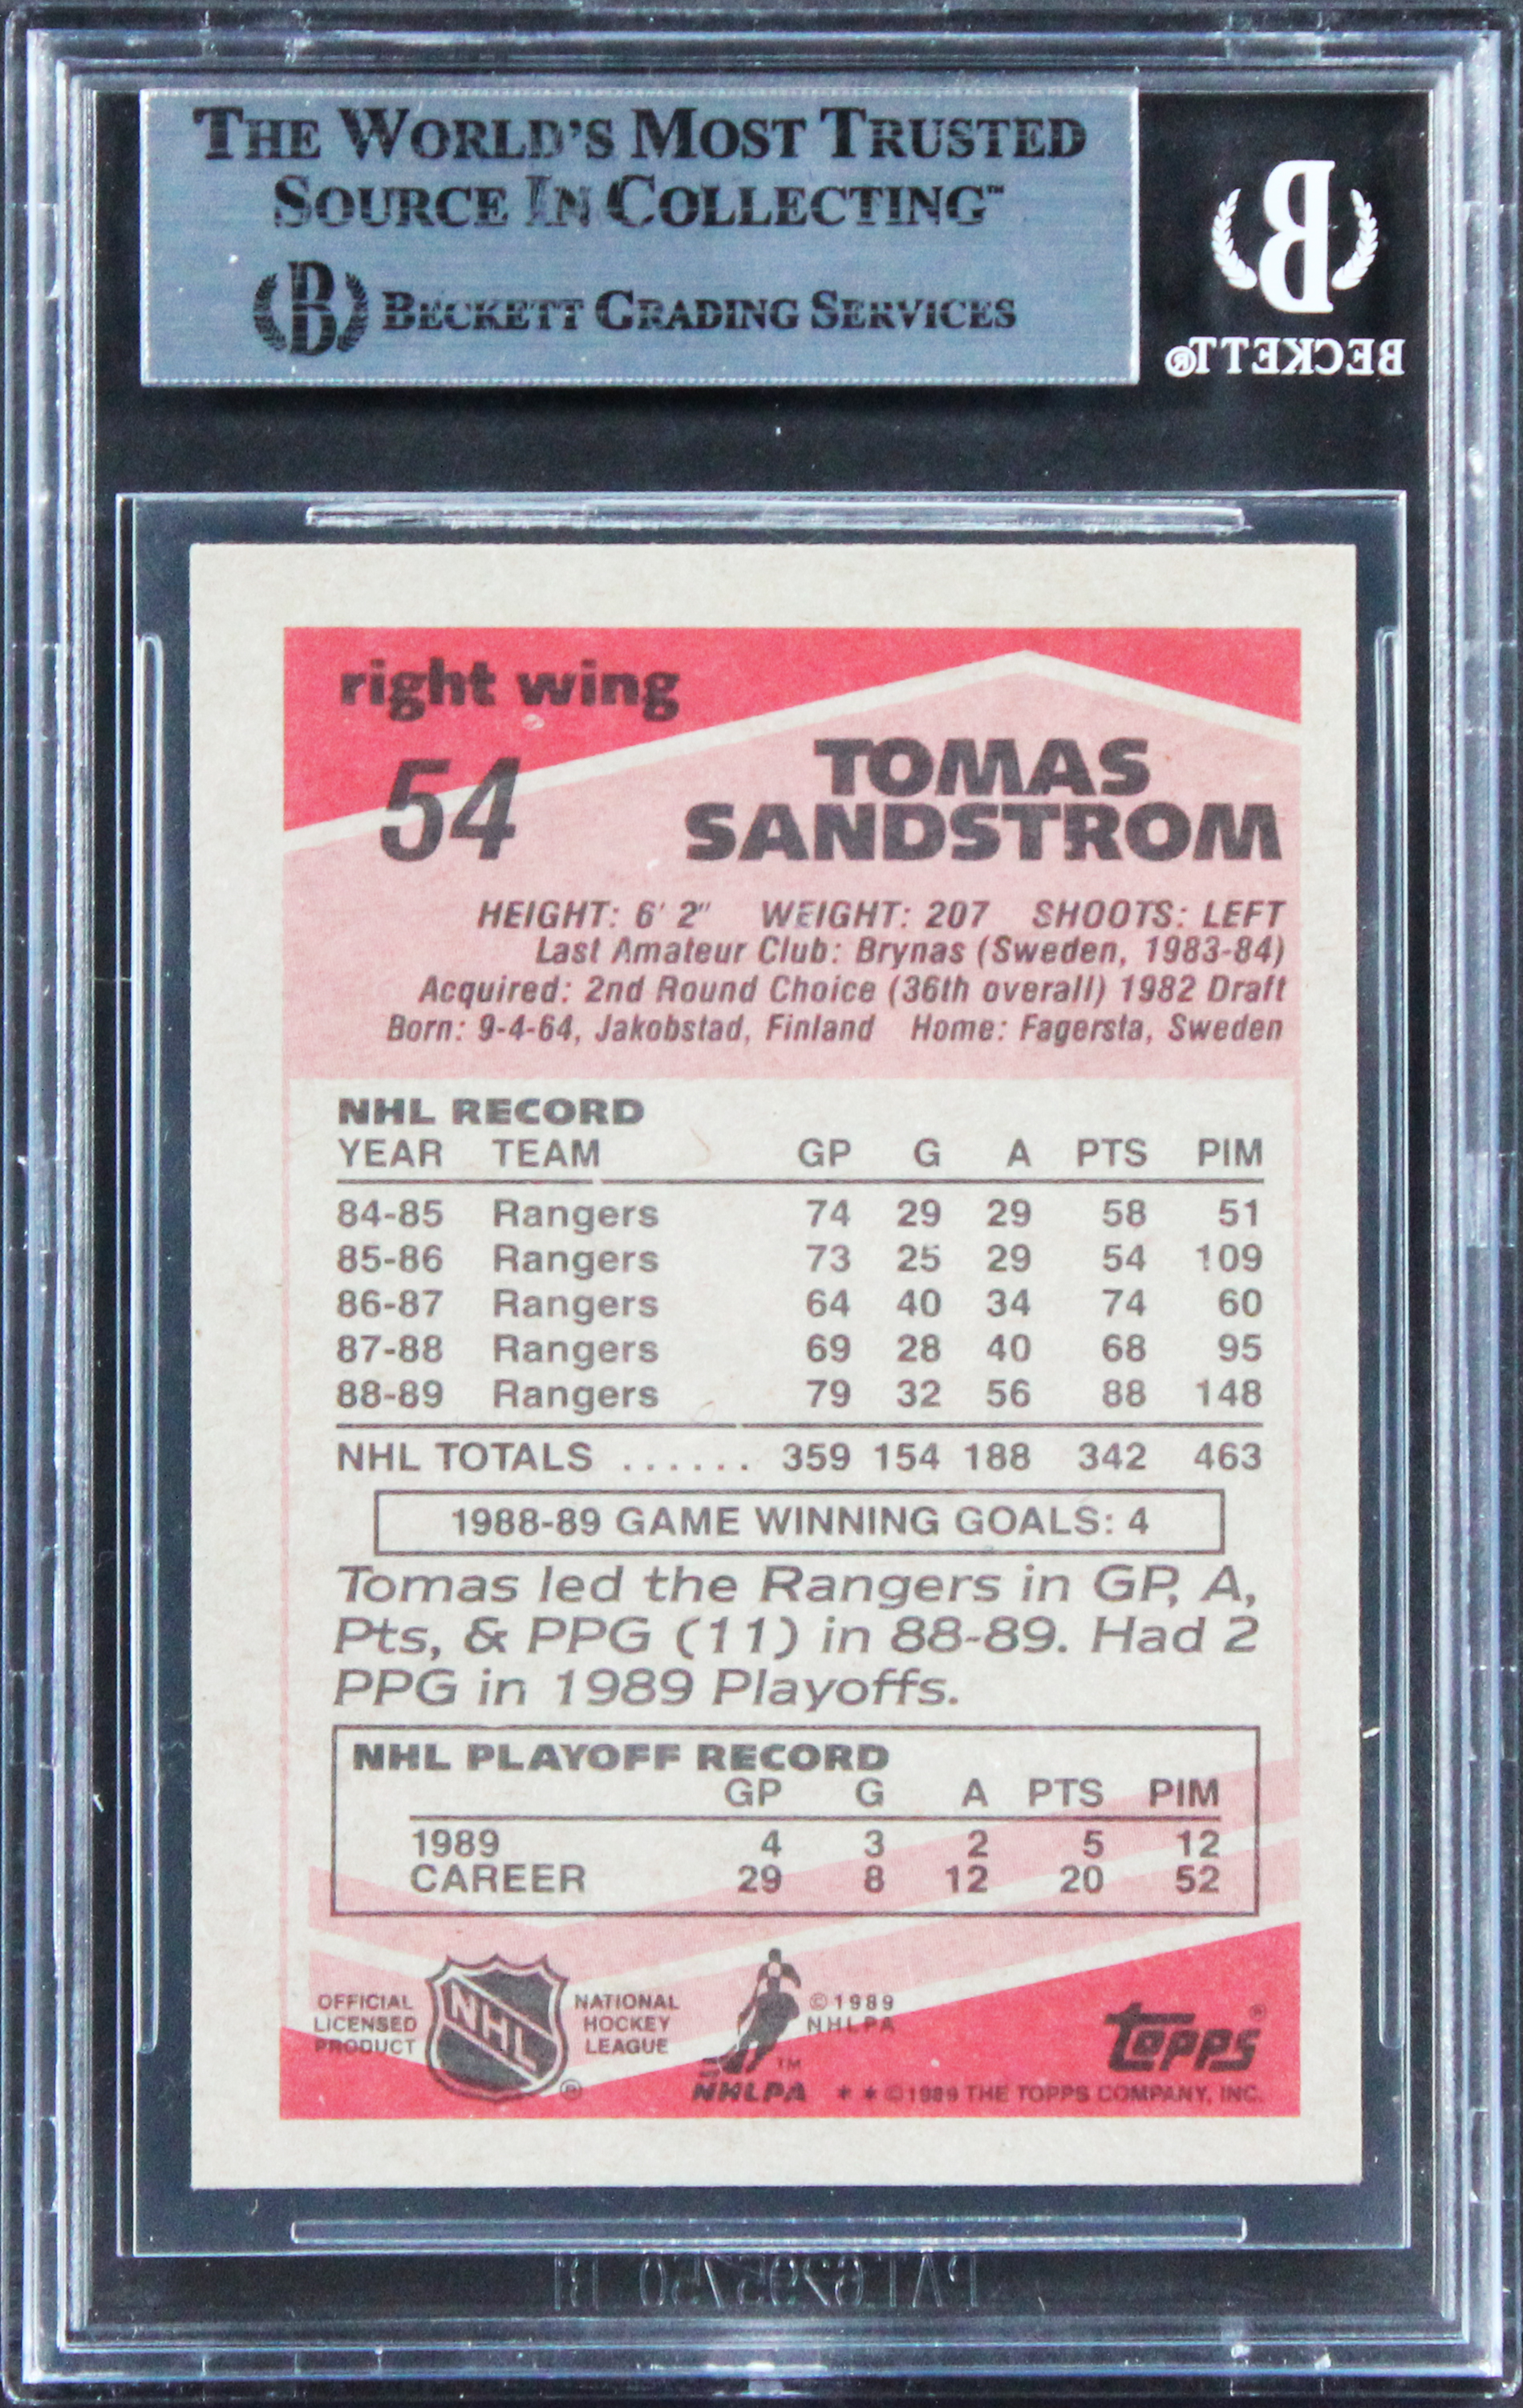 THE WORLD'S MOST TRUSTED
SOURCE IN COLLECTING™
B BECKETT GRADING SERVICES
B
BECKETT®
right wing
54
TOMAS
SANDSTROM
HEIGHT: 6' 2" WEIGHT: 207 SHOOTS: LEFT
Last Amateur Club: Brynas (Sweden, 1983-84)
Acquired: 2nd Round Choice (36th overall) 1982 Draft
Born: 9-4-64, Jakobstad, Finland Home: Fagersta, Sweden
NHL RECORD
YEAR TEAM GP G A PTS PIM
84-85 Rangers 74 29 29 58 51
85-86 Rangers 73 25 29 54 109
86-87 Rangers 64 40 34 74 60
87-88 Rangers 69 28 40 68 95
88-89 Rangers 79 32 56 88 148
NHL TOTALS ...... 359 154 188 342 463
1988-89 GAME WINNING GOALS: 4
Tomas led the Rangers in GP, A,
Pts, & PPG (11) in 88-89. Had 2
PPG in 1989 Playoffs.
NHL PLAYOFF RECORD
GP G A PTS PIM
1989 4 3 2 5 12
CAREER 29 8 12 20 52
OFFICIAL
LICENSED
PRODUCT
NHL
®
NATIONAL
HOCKEY
LEAGUE
©1989
NHLPA
TM
NHLPA
topps®
* * ©1989 THE TOPPS COMPANY, INC.